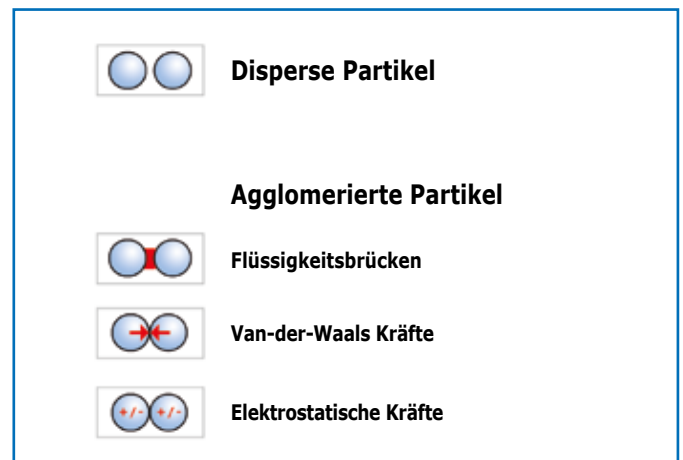 Disperse Partikel
Agglomerierte Partikel
Flüssigkeitsbrücken
Van-der-Waals Kräfte
+/- +/-
Elektrostatische Kräfte